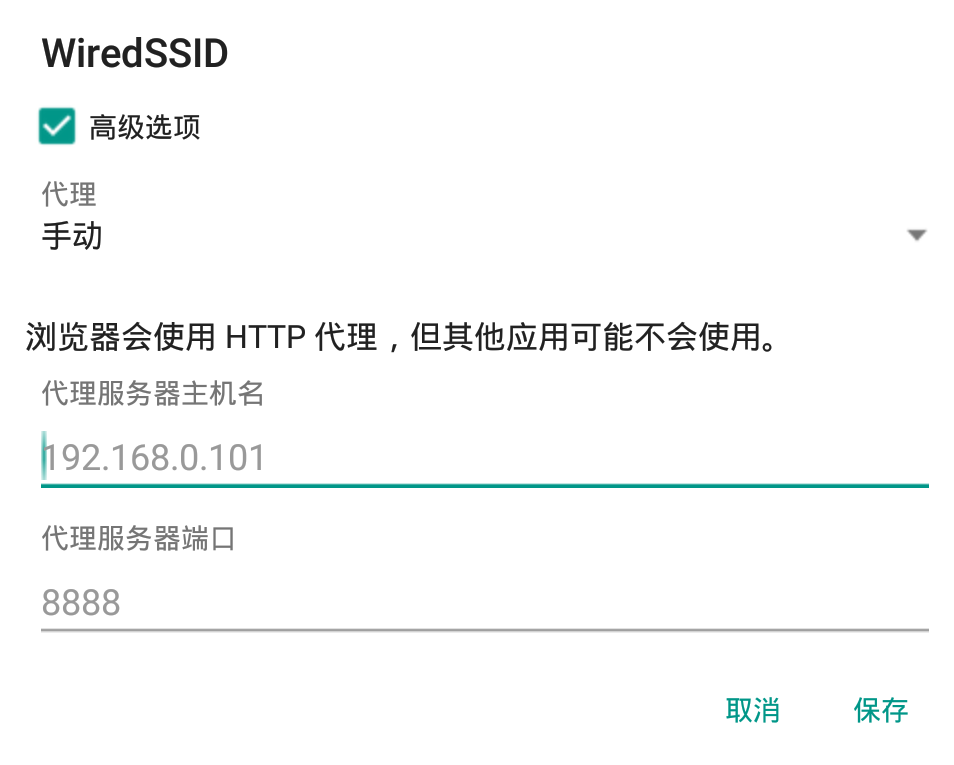 WiredSSID
高级选项
代理
手动
浏览器会使用 HTTP 代理，但其他应用可能不会使用。
代理服务器主机名
192.168.0.101
代理服务器端口
8888
取消 保存